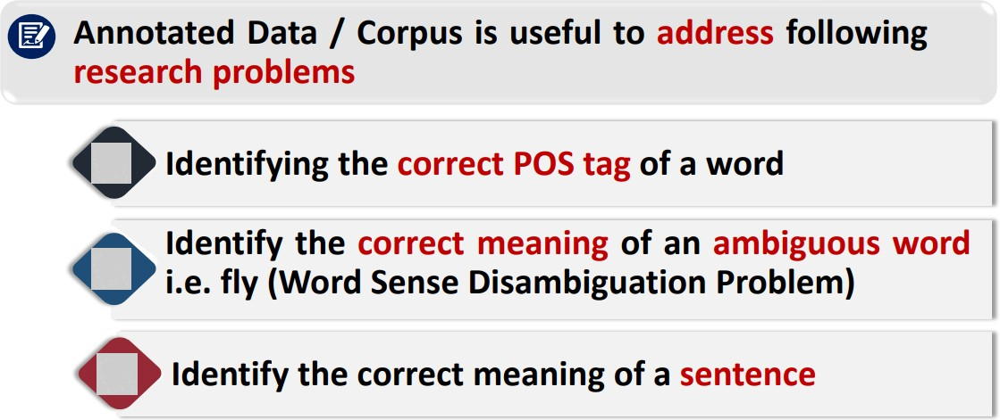 Annotated Data / Corpus is useful to address following
research problems
Identifying the correct POS tag of a word
Identify the correct meaning of an ambiguous word
i.e. fly (Word Sense Disambiguation Problem)
Identify the correct meaning of a sentence